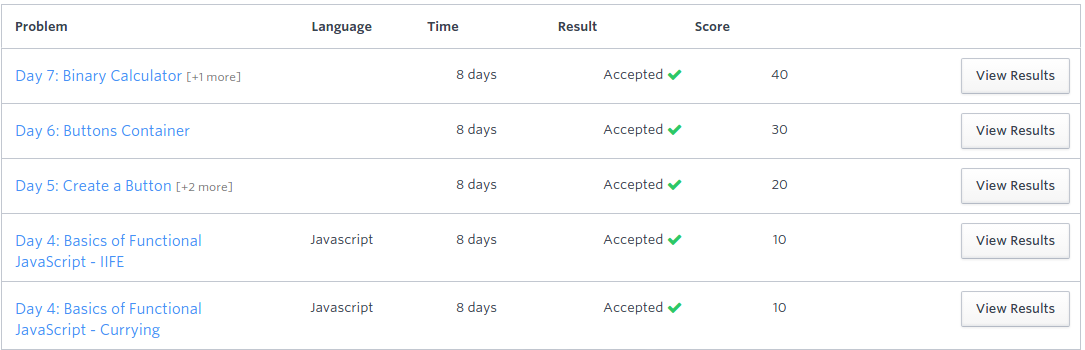 Problem Language Time Result Score
Day 7: Binary Calculator [+1 more] 8 days Accepted 40 View Results
Day 6: Buttons Container 8 days Accepted 30 View Results
Day 5: Create a Button [+2 more] 8 days Accepted 20 View Results
Day 4: Basics of Functional Javascript 8 days Accepted 10 View Results
JavaScript - IIFE
Day 4: Basics of Functional Javascript 8 days Accepted 10 View Results
JavaScript - Currying